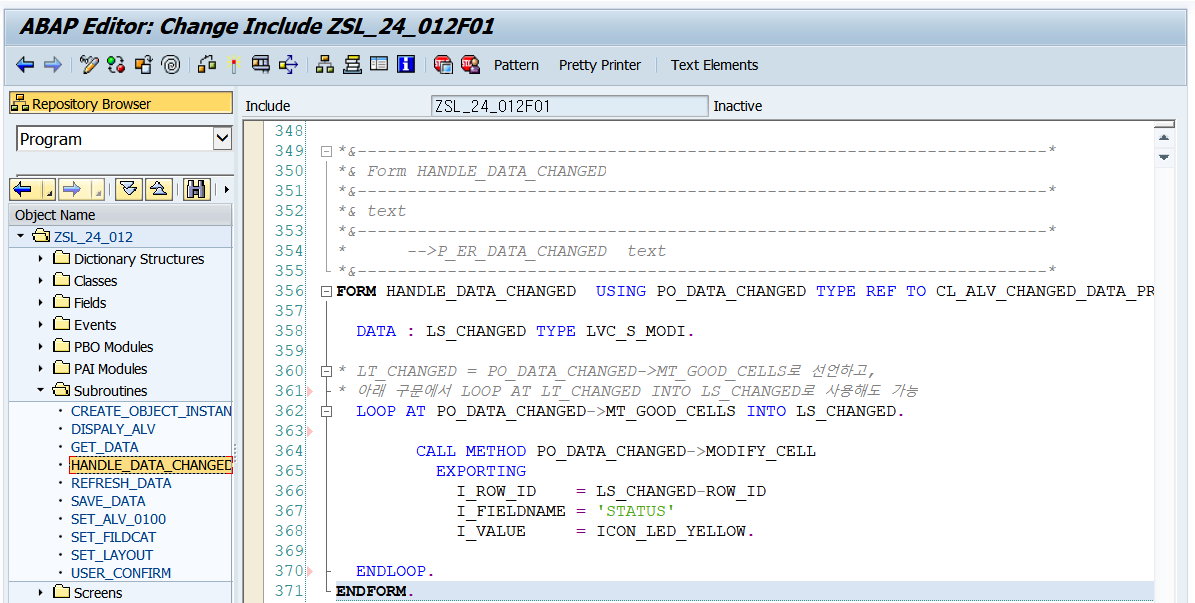 ABAP Editor: Change Include ZSL_24_012F01
Pattern Pretty Printer Text Elements
Repository Browser
Program
Object Name
ZSL_24_012
Dictionary Structures
Classes
Fields
Events
PBO Modules
PAI Modules
Subroutines
CREATE_OBJECT_INSTAN
DISPALY_ALV
GET_DATA
HANDLE_DATA_CHANGED
REFRESH_DATA
SAVE_DATA
SET_ALV_0100
SET_FILDCAT
SET_LAYOUT
USER_CONFIRM
Screens
Include ZSL_24_012F01 Inactive
348
349 *&---------------------------------------------------------------------*
350 *& Form HANDLE_DATA_CHANGED
351 *&---------------------------------------------------------------------*
352 *& text
353 *&---------------------------------------------------------------------*
354 *      -->P_ER_DATA_CHANGED  text
355 *&---------------------------------------------------------------------*
356 FORM HANDLE_DATA_CHANGED  USING PO_DATA_CHANGED TYPE REF TO CL_ALV_CHANGED_DATA_PR
357
358   DATA : LS_CHANGED TYPE LVC_S_MODI.
359
360 * LT_CHANGED = PO_DATA_CHANGED->MT_GOOD_CELLS로 선언하고,
361 * 아래 구문에서 LOOP AT LT_CHANGED INTO LS_CHANGED로 사용해도 가능
362   LOOP AT PO_DATA_CHANGED->MT_GOOD_CELLS INTO LS_CHANGED.
363
364         CALL METHOD PO_DATA_CHANGED->MODIFY_CELL
365           EXPORTING
366             I_ROW_ID    = LS_CHANGED-ROW_ID
367             I_FIELDNAME = 'STATUS'
368             I_VALUE     = ICON_LED_YELLOW.
369
370   ENDLOOP.
371 ENDFORM.